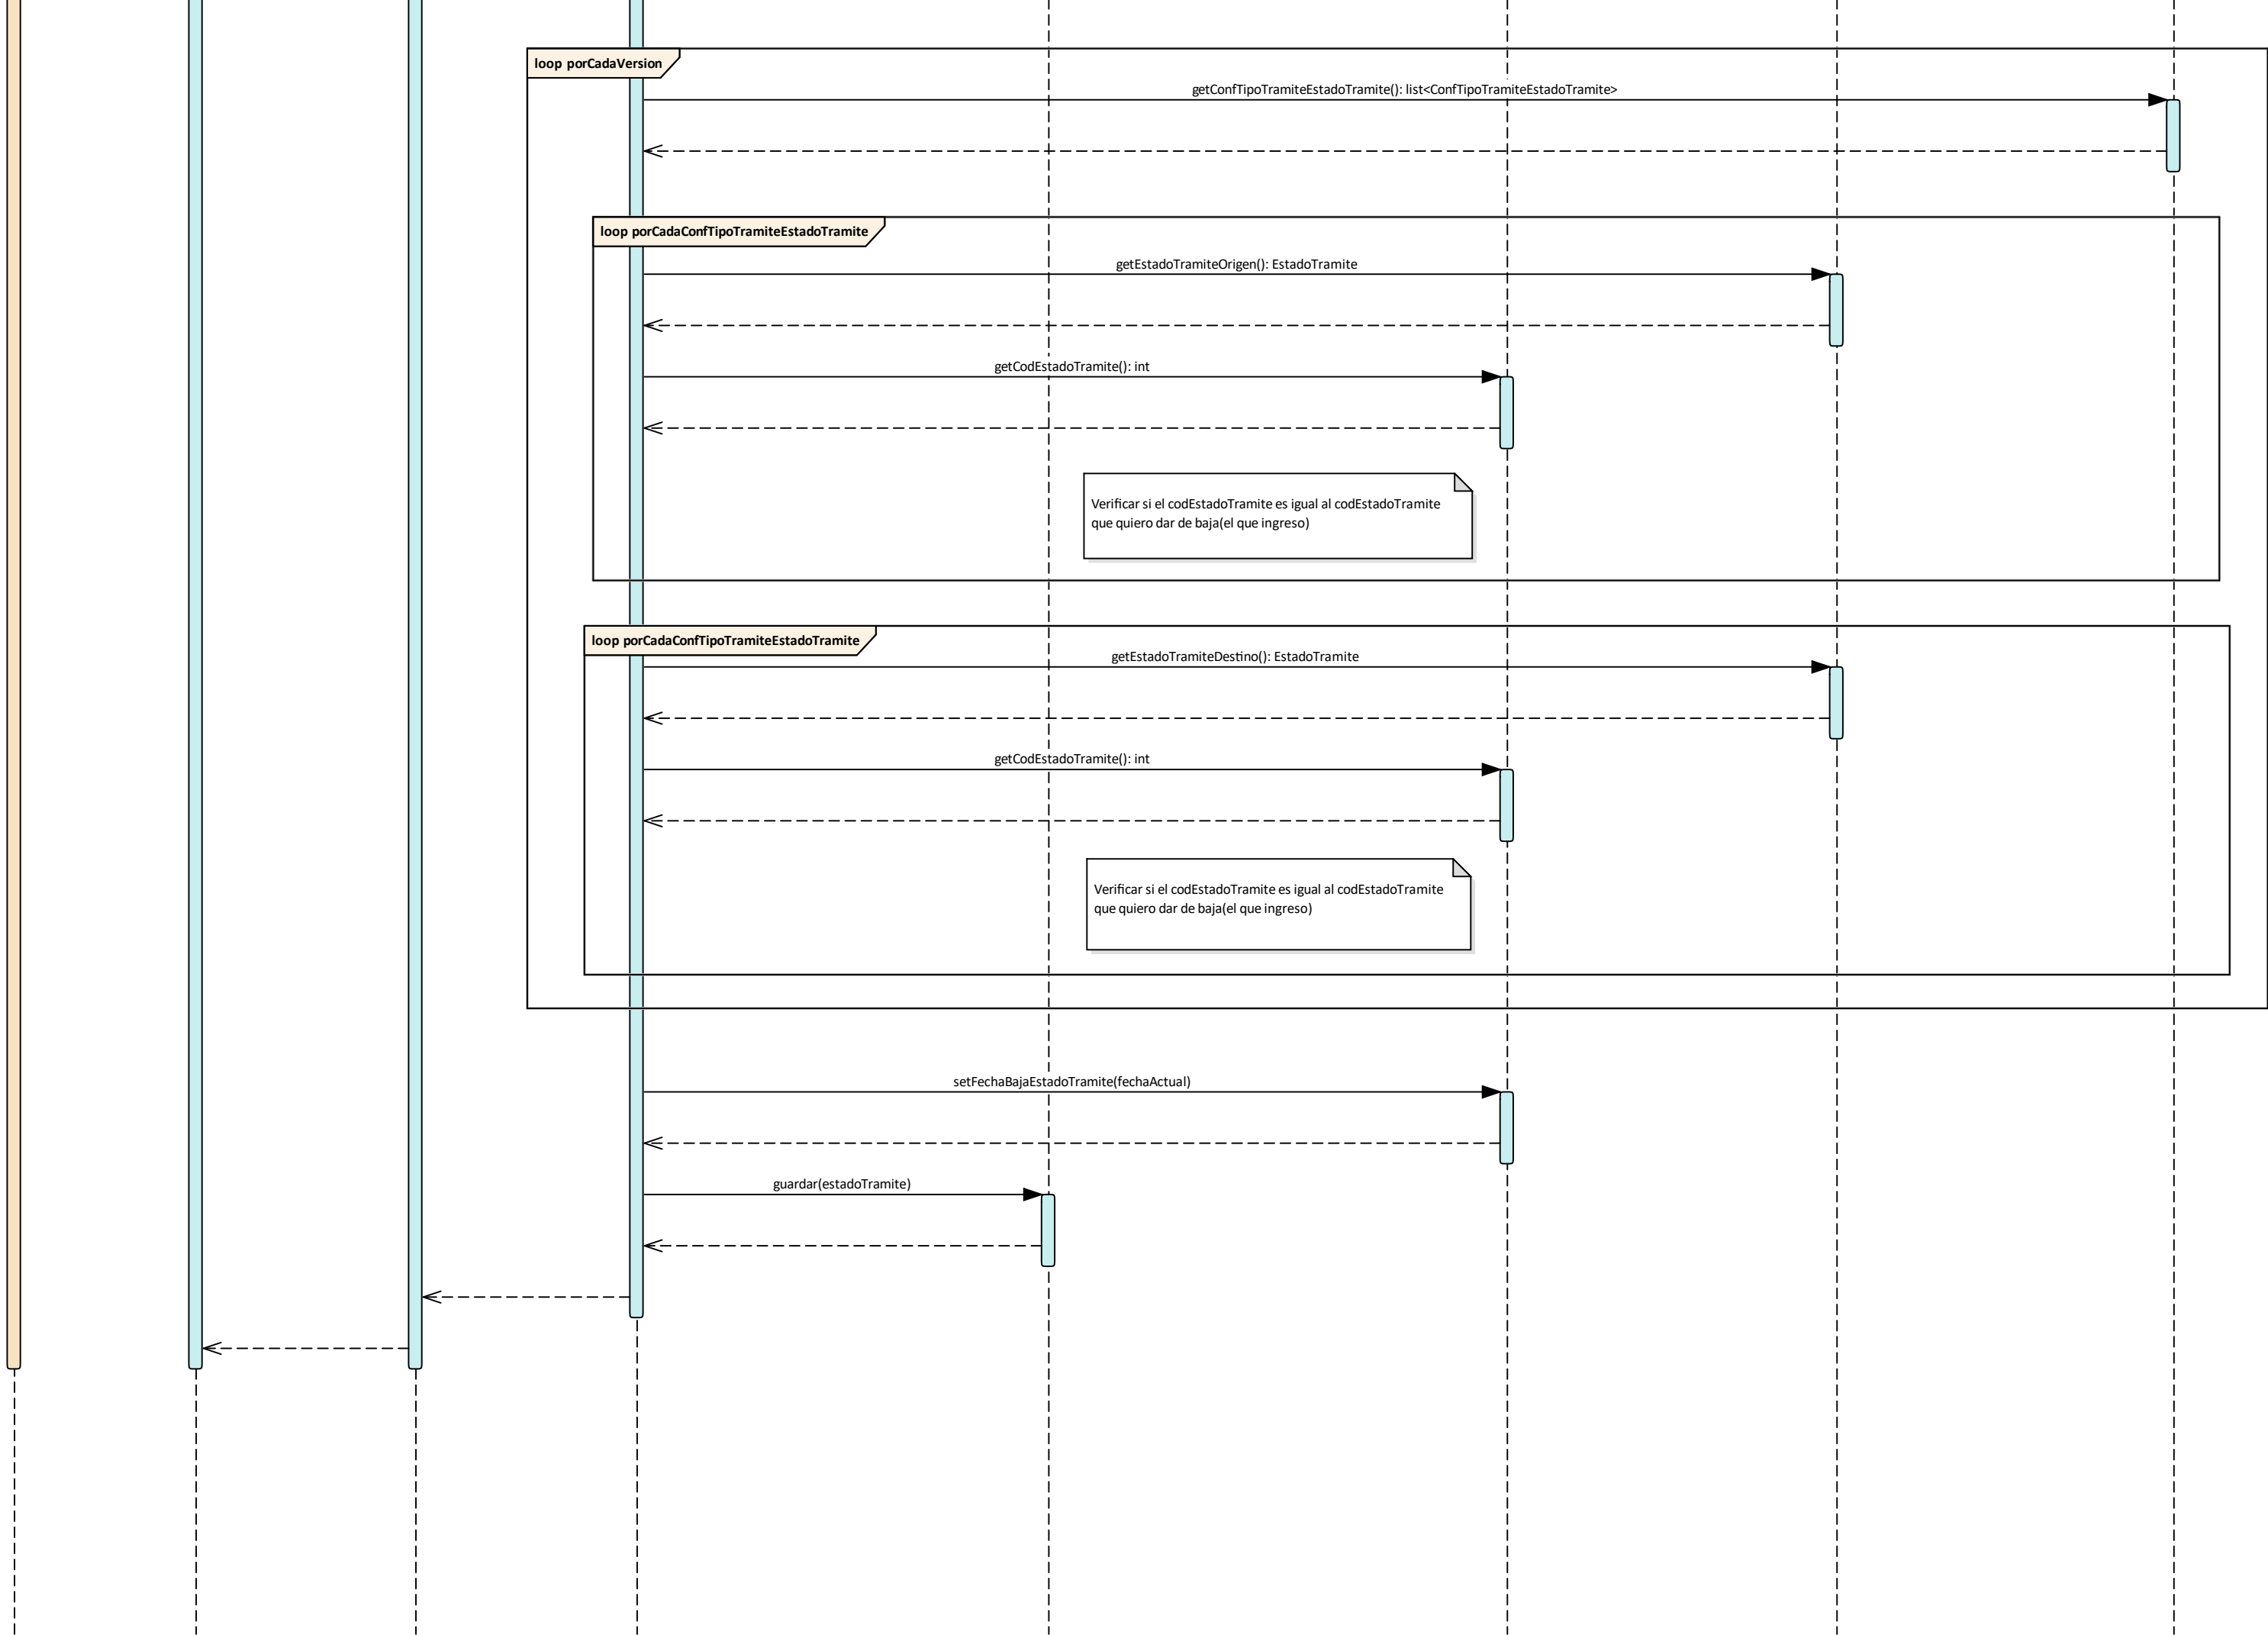 loop porCadaVersion
getConfTipoTramiteEstadoTramite(): list<ConfTipoTramiteEstadoTramite>
loop porCadaConfTipoTramiteEstadoTramite
getEstadoTramiteOrigen(): EstadoTramite
getCodEstadoTramite(): int
Verificar si el codEstadoTramite es igual al codEstadoTramite
que quiero dar de baja(el que ingreso)
loop porCadaConfTipoTramiteEstadoTramite
getEstadoTramiteDestino(): EstadoTramite
getCodEstadoTramite(): int
Verificar si el codEstadoTramite es igual al codEstadoTramite
que quiero dar de baja(el que ingreso)
setFechaBajaEstadoTramite(fechaActual)
guardar(estadoTramite)